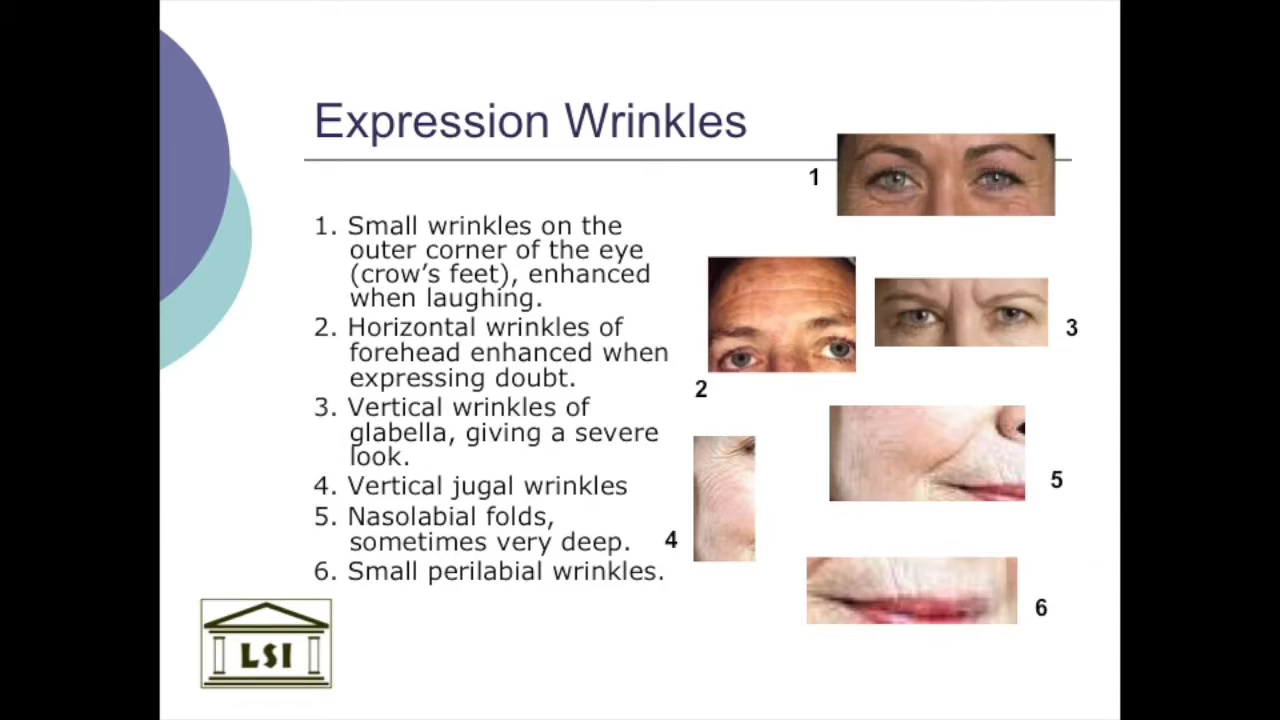 Expression Wrinkles
1. Small wrinkles on the
outer corner of the eye
(crow's feet), enhanced
when laughing.
2. Horizontal wrinkles of
forehead enhanced when
expressing doubt.
3. Vertical wrinkles of
glabella, giving a severe
look.
4. Vertical jugal wrinkles
5. Nasolabial folds,
sometimes very deep.
6. Small perilabial wrinkles.
1
2
3
4
5
6
LSI